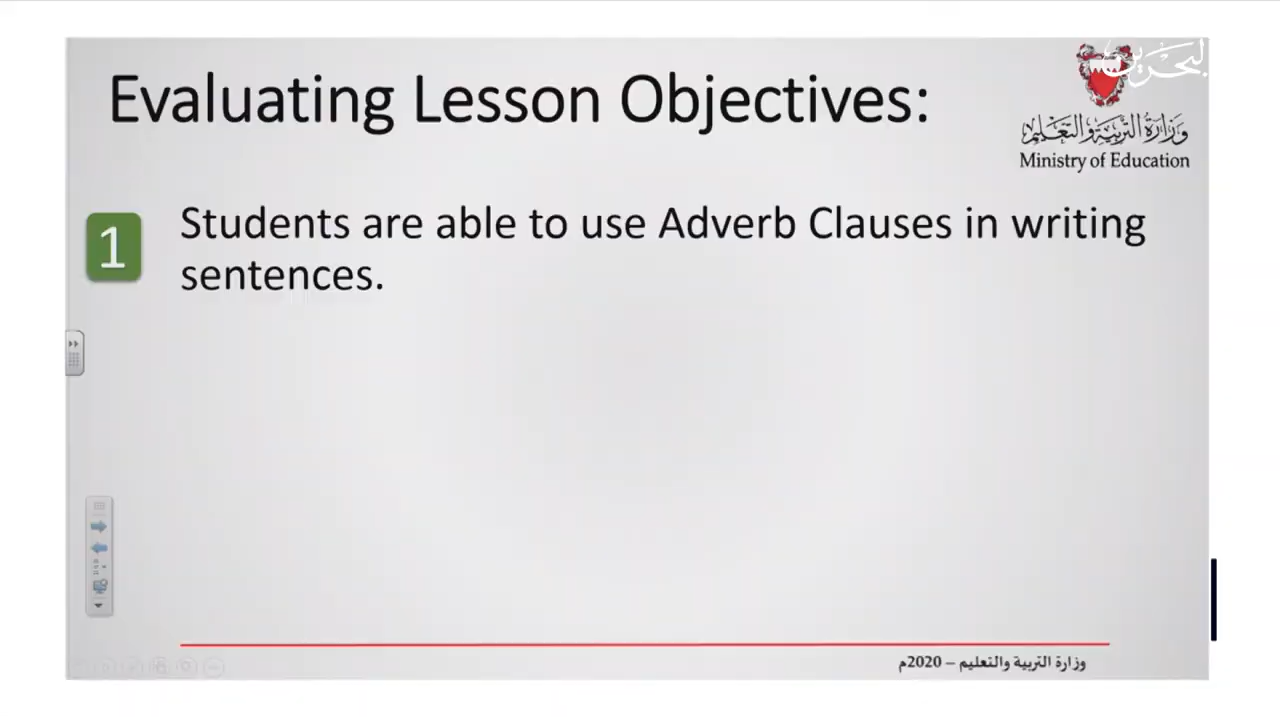 Evaluating Lesson Objectives:
البحرين
وزارة التربية والتعليم
Ministry of Education
1
Students are able to use Adverb Clauses in writing
sentences.
وزارة التربية والتعليم – 2020م